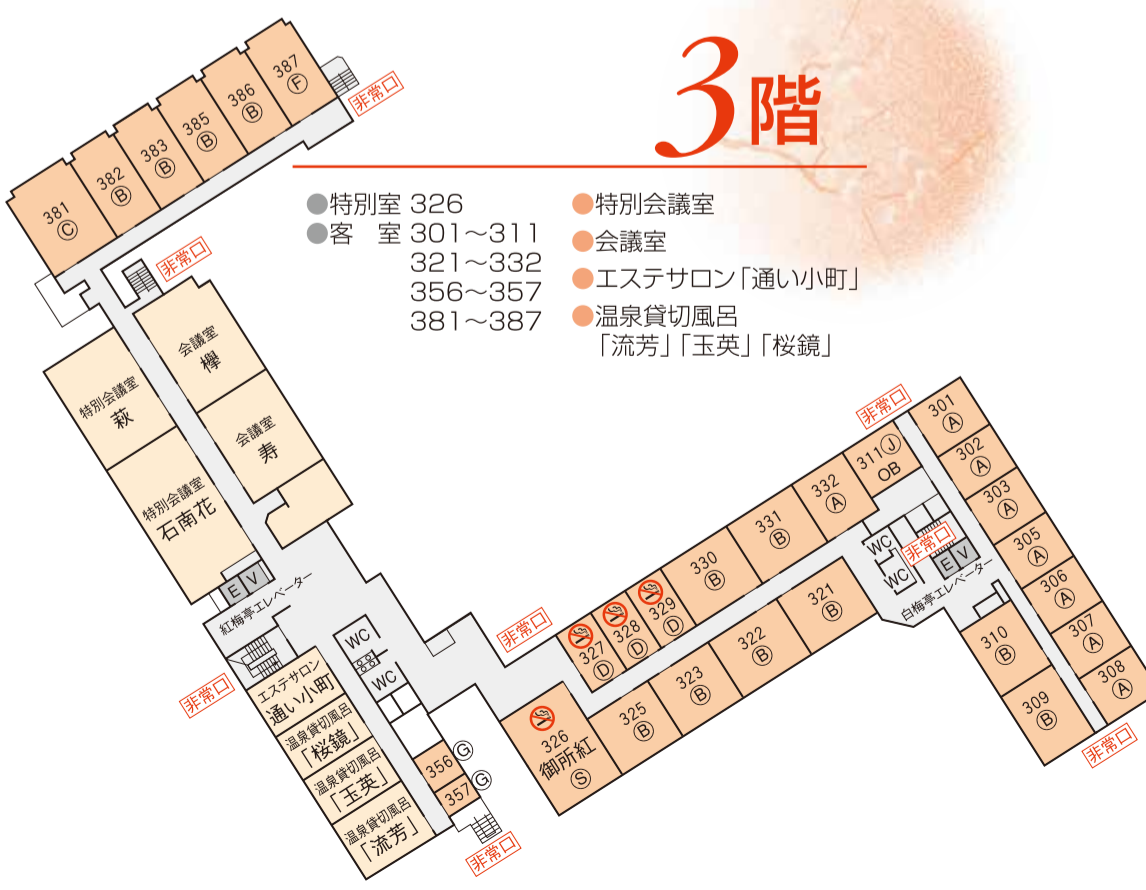 3階
●特別室 326
●客　室 301〜311
321〜332
356〜357
381〜387
●特別会議室
●会議室
●エステサロン「通い小町」
●温泉貸切風呂
「流芳」「玉英」「桜鏡」
381
Ⓒ
382
Ⓑ
383
Ⓑ
385
Ⓑ
386
Ⓑ
387
Ⓕ
非常口
非常口
会議室
欅
会議室
寿
特別会議室
萩
特別会議室
石南花
EV
紅梅亭エレベーター
非常口
エステサロン
通い小町
温泉貸切風呂
「桜鏡」
温泉貸切風呂
「玉英」
温泉貸切風呂
「流芳」
WC
WC
356
Ⓖ
357
Ⓖ
非常口
非常口
326
御所紅
Ⓢ
327
Ⓓ
328
Ⓓ
329
Ⓓ
330
Ⓑ
331
Ⓑ
332
Ⓐ
311Ⓙ
OB
325
Ⓑ
323
Ⓑ
322
Ⓑ
321
Ⓑ
非常口
WC
WC
非常口
EV
白梅亭エレベーター
301
Ⓐ
302
Ⓐ
303
Ⓐ
305
Ⓐ
306
Ⓐ
307
Ⓐ
308
Ⓐ
310
Ⓑ
309
Ⓑ
非常口